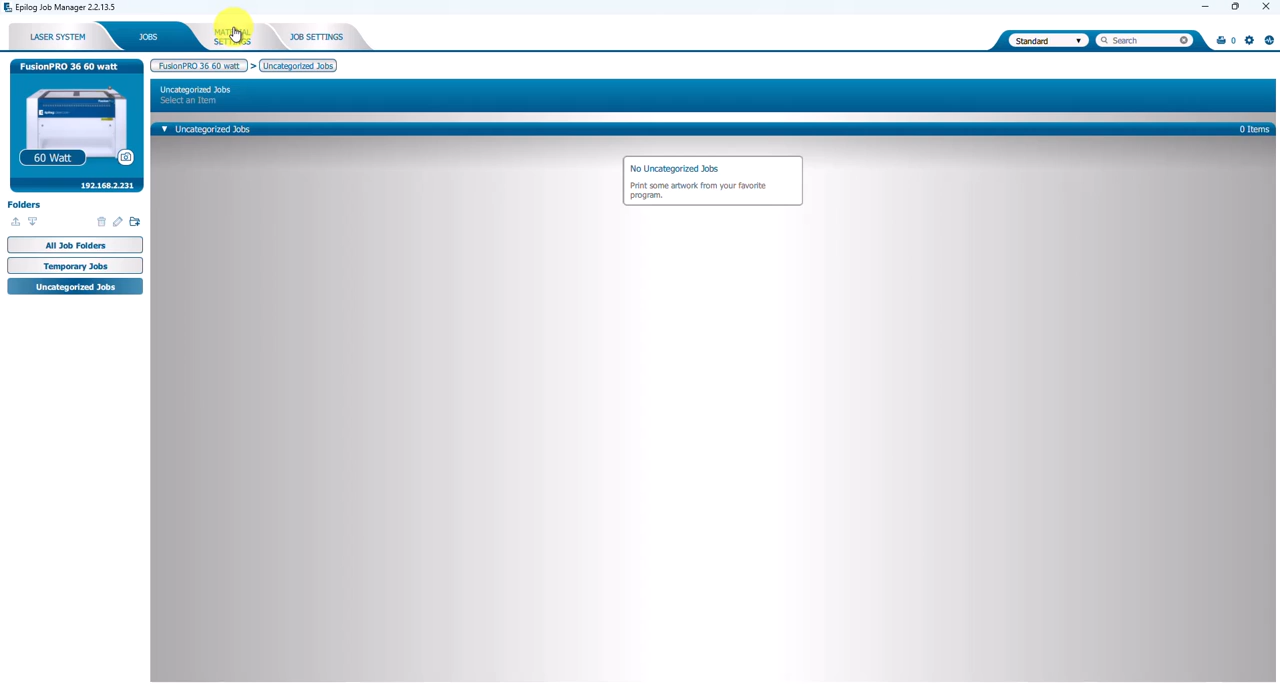 Epilog Job Manager 2.2.13.5
LASER SYSTEM
JOBS
MATERIAL
SETTINGS
JOB SETTINGS
Standard
Search
0
FusionPRO 36 60 watt
60 Watt
192.168.2.231
Folders
All Job Folders
Temporary Jobs
Uncategorized Jobs
FusionPRO 36 60 watt > Uncategorized Jobs
Uncategorized Jobs
Select an Item
Uncategorized Jobs
0 Items
No Uncategorized Jobs
Print some artwork from your favorite
program.